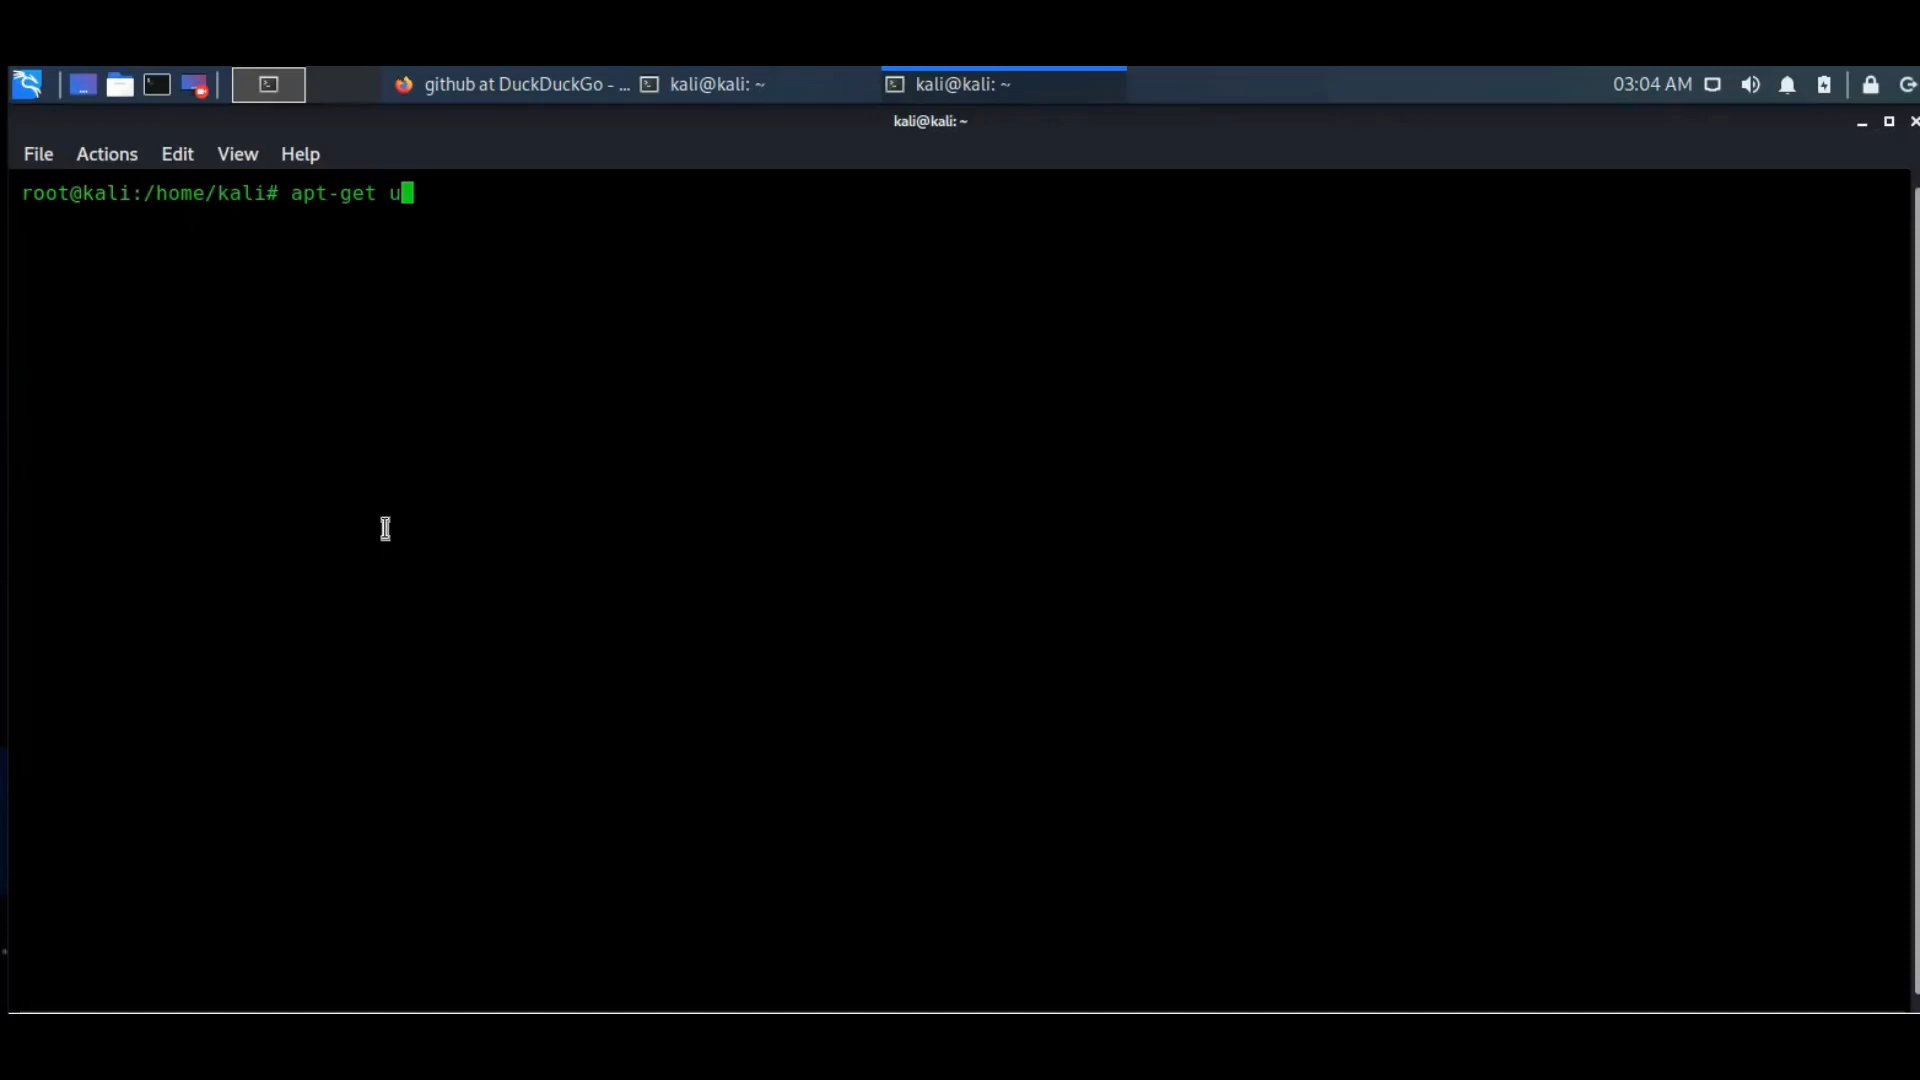 github at DuckDuckGo - ...
kali@kali: ~
kali@kali: ~
03:04 AM
kali@kali: ~
File Actions Edit View Help
root@kali:/home/kali# apt-get u